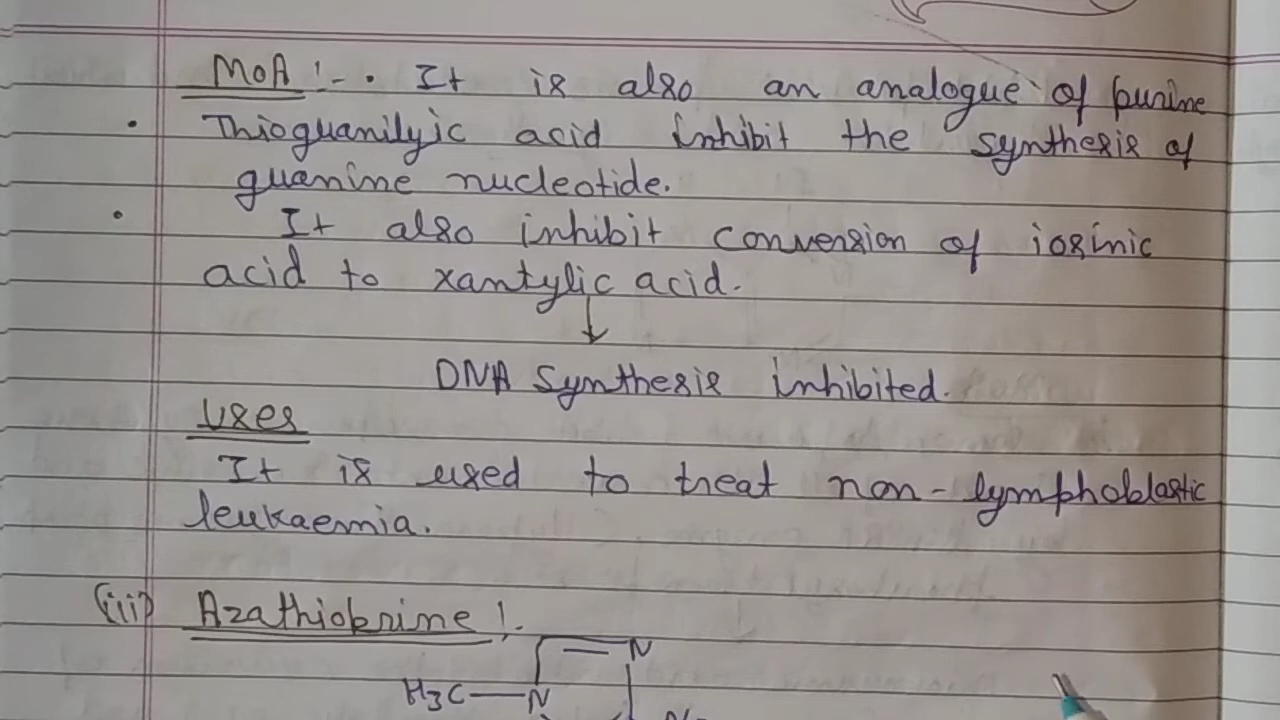 MOA :- • It is also an analogue of purine
• Thioguanilyic acid inhibit the synthesis of
guanine nucleotide.
• It also inhibit conversion of iosinic
acid to xantylic acid.
↓
DNA Synthesis inhibited.
Uses
It is used to treat non-lymphoblastic
leukaemia.
(iii) Azathioprine :-
N
H3C—N